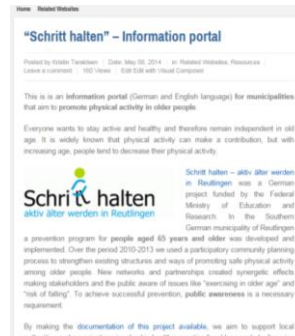 Home Related Websites
“Schritt halten” – Information portal
Posted by Kristin Taraldsen | Date: May 08, 2014 | in: Related Websites, Resources |
Leave a comment | 160 Views | Edit Edit with Visual Composer
This is is an information portal (German and English language) for municipalities
that aim to promote physical activity in older people.
Everyone wants to stay active and healthy and therefore remain independent in old
age. It is widely known that physical activity can make a contribution, but with
increasing age, people tend to decrease their physical activity.
Schritt halten
aktiv älter werden in Reutlingen
Schritt halten – aktiv älter werden
in Reutlingen was a German
project funded by the Federal
Ministry of Education and
Research. In the Southern
German municipality of Reutlingen
a prevention program for people aged 65 years and older was developed and
implemented. Over the period 2010-2013 we used a participatory community planning
process to strengthen existing structures and ways of promoting safe physical activity
among older people. New networks and partnerships created synergetic effects
making stakeholders and the public aware of issues like “exercising in older age” and
“risk of falling”. To achieve successful prevention, public awareness is a necessary
requirement.
By making the documentation of this project available, we aim to support local